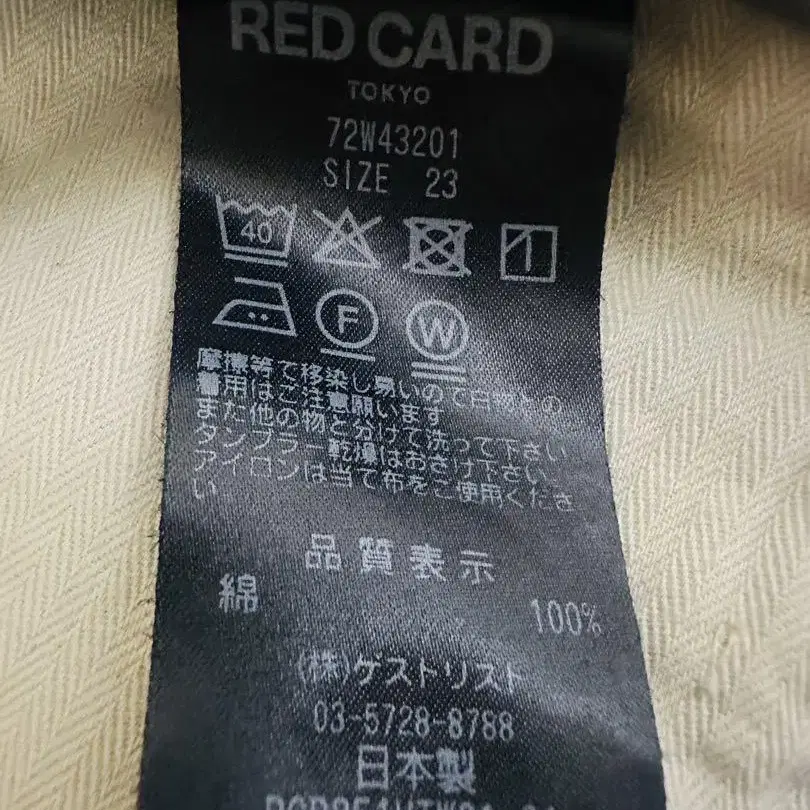 RED CARD
TOKYO
72W43201
SIZE 23
40
F
W
摩擦等で移染し易いので白物との
着用はご注意願います
また他の物と分けて洗って下さい
タンブラー乾燥はおさけ下さい
アイロンは当て布をご使用くださ
い
品質表示
綿 100%
(株)ゲストリスト
03-5728-8788
日本製